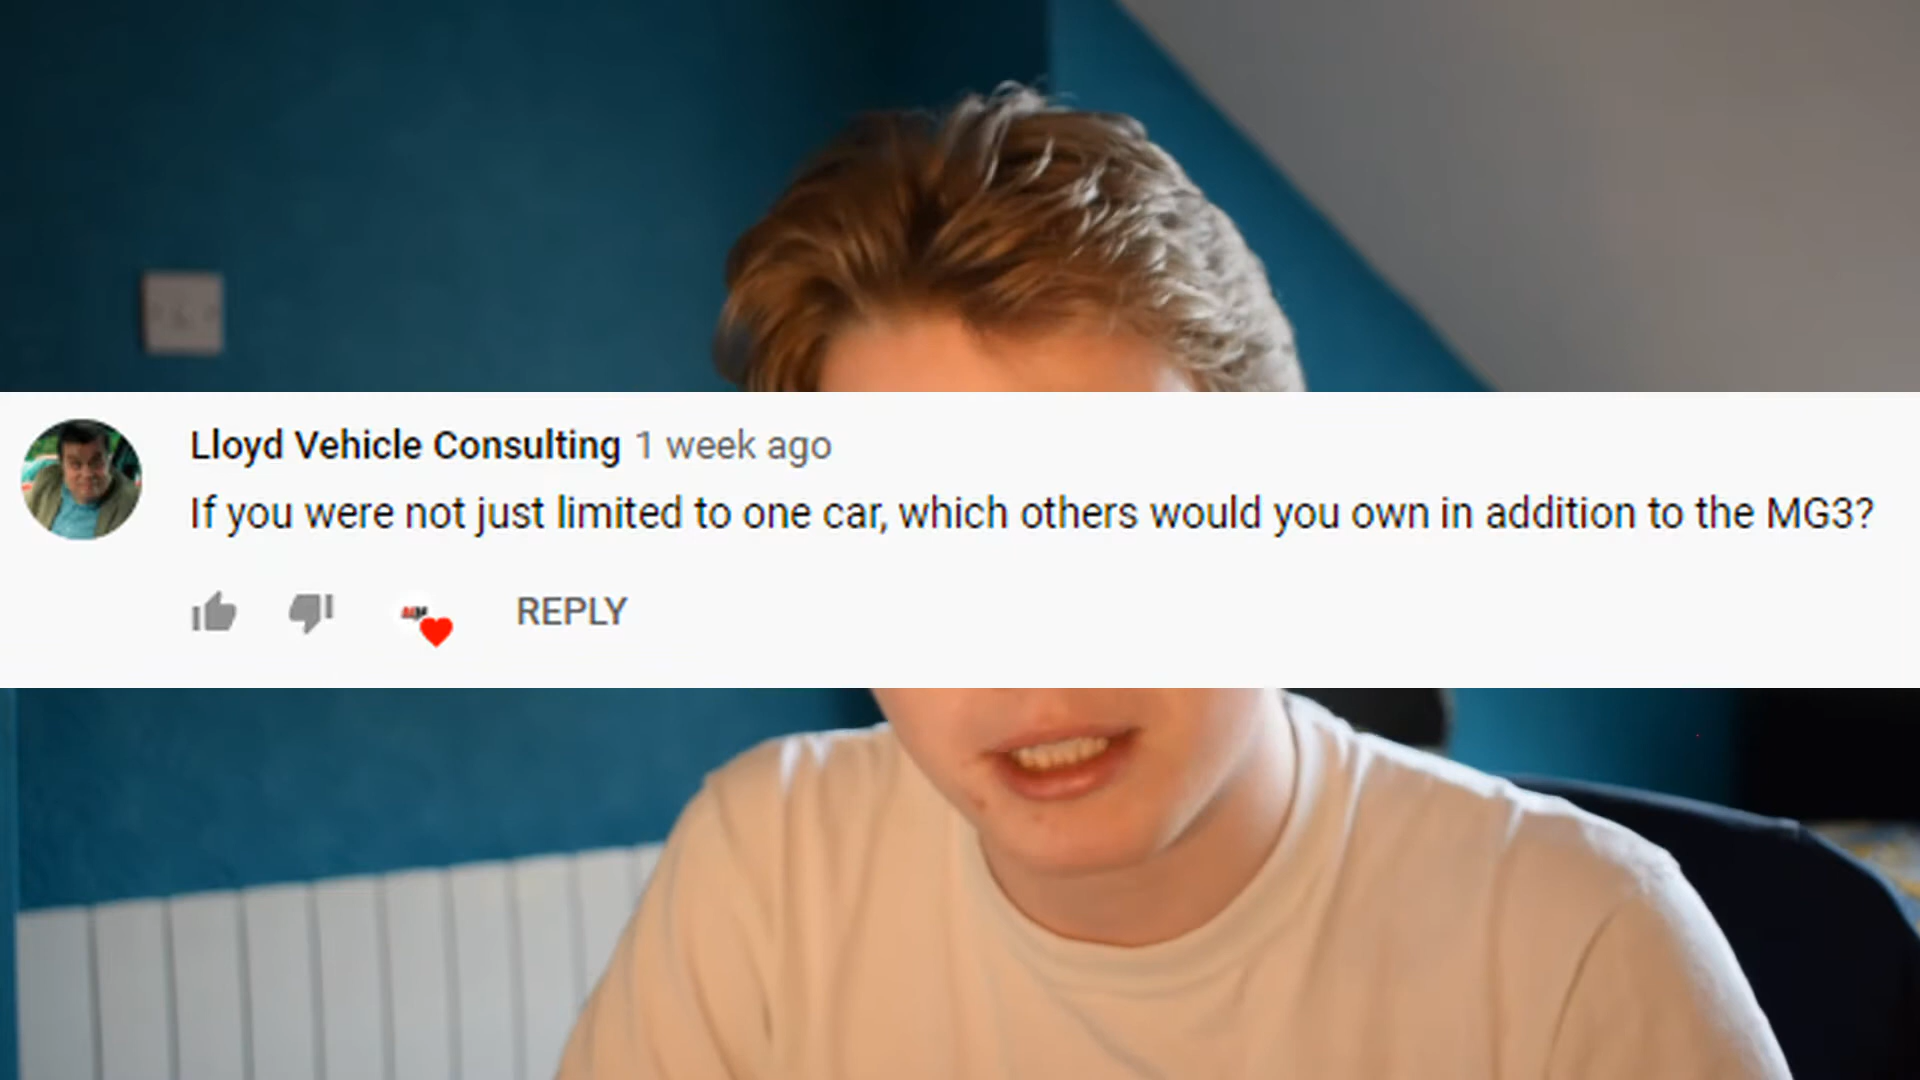 Lloyd Vehicle Consulting 1 week ago
If you were not just limited to one car, which others would you own in addition to the MG3?
REPLY